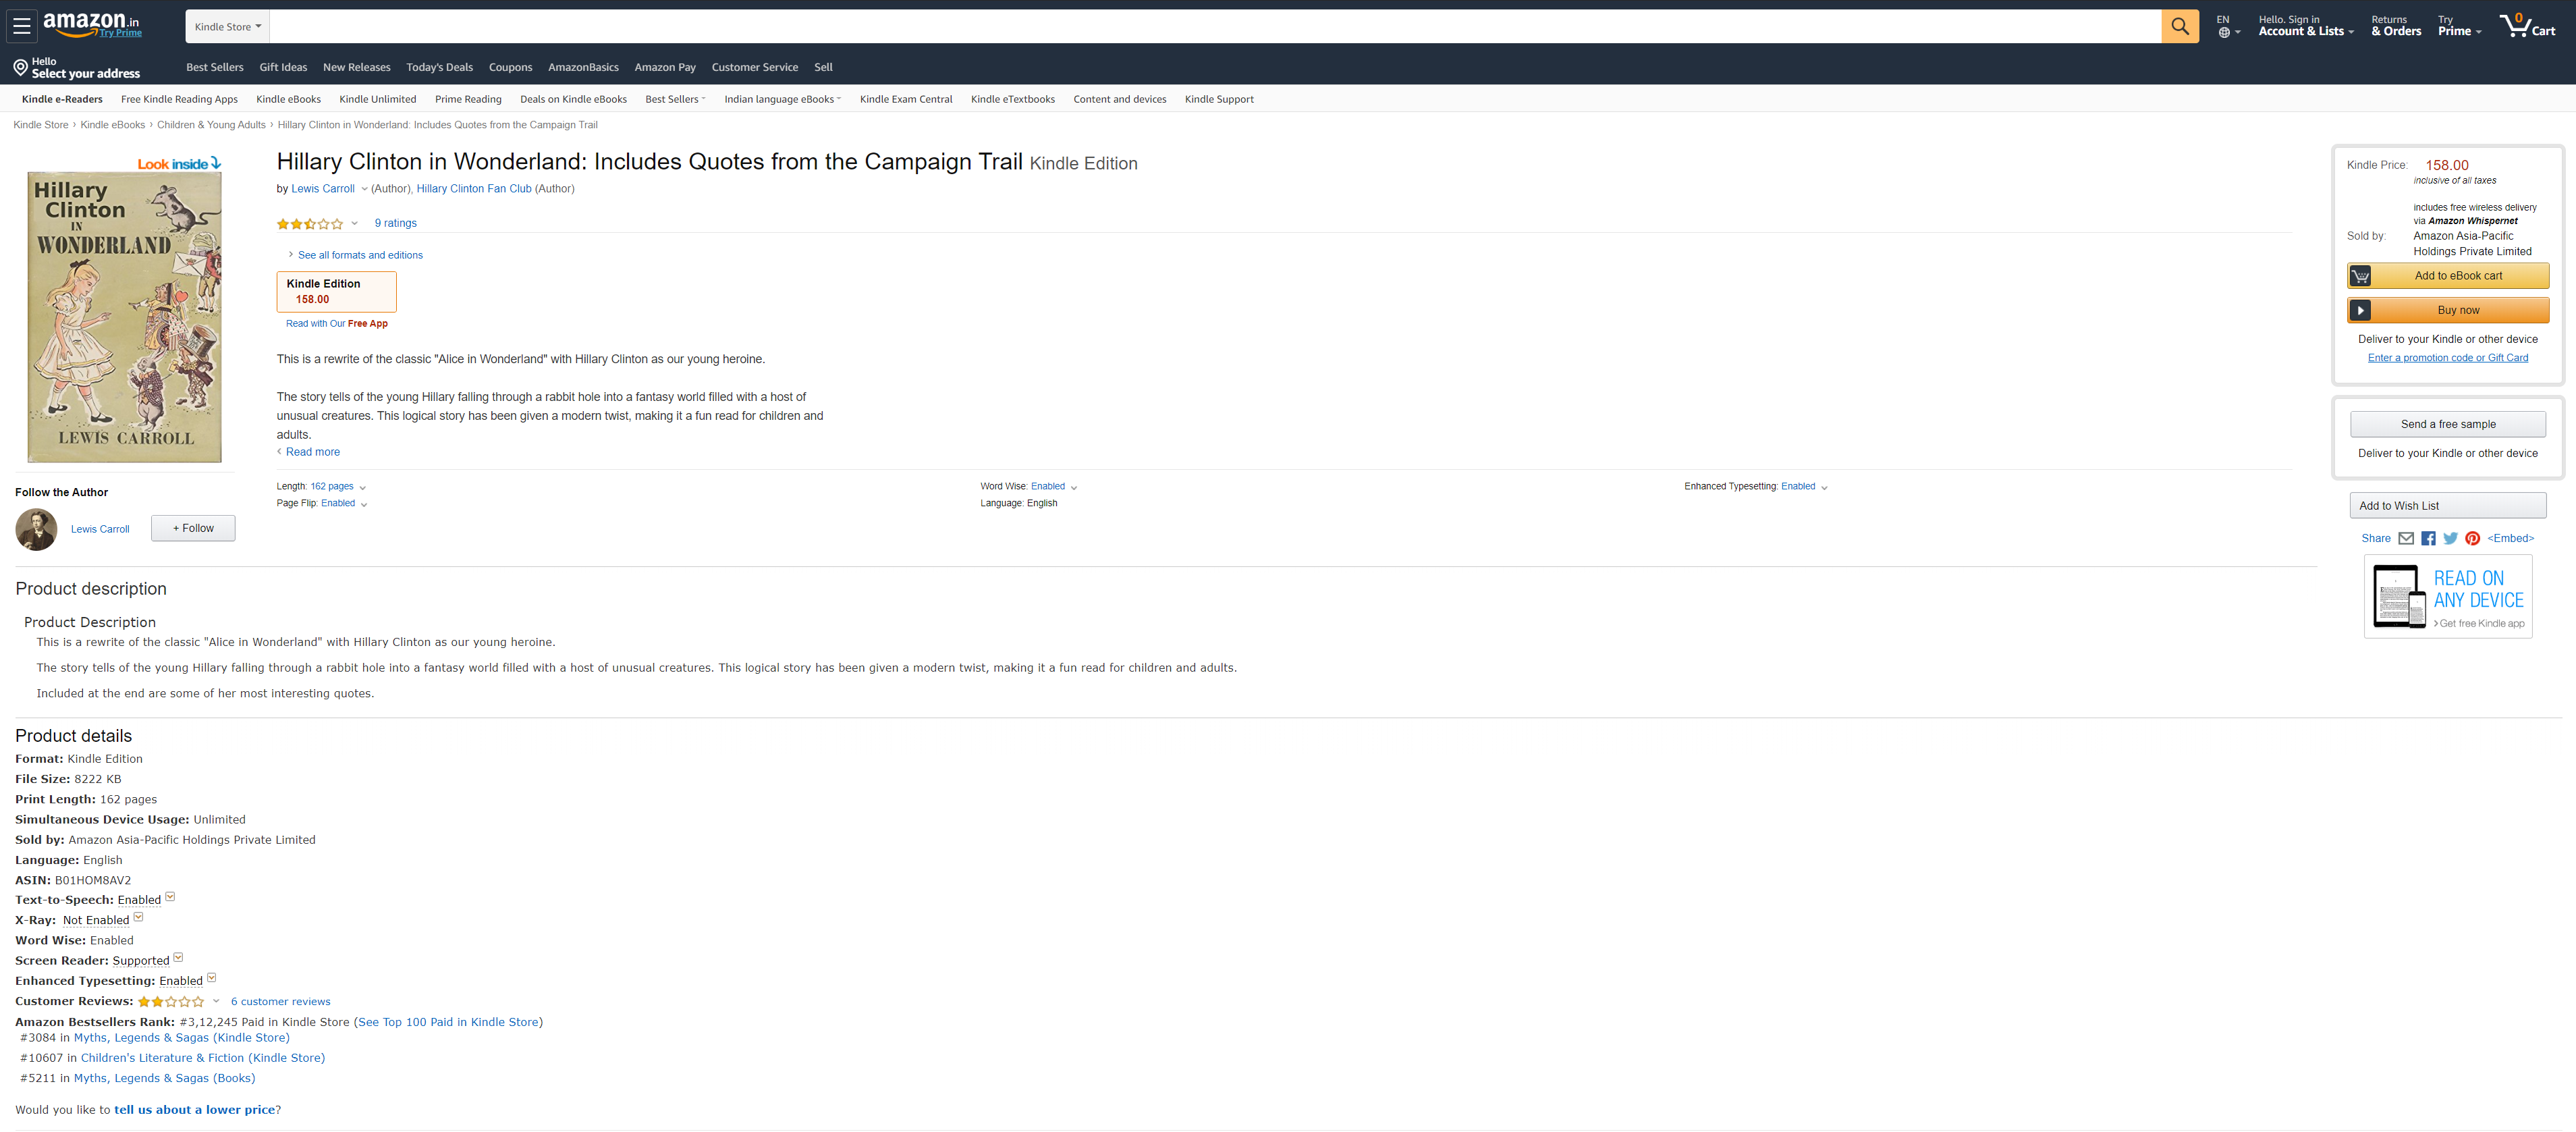 amazon.in
Try Prime
Kindle Store
EN
Hello. Sign in
Account & Lists
Returns
& Orders
Try
Prime
0
Cart
Hello
Select your address
Best Sellers
Gift Ideas
New Releases
Today's Deals
Coupons
AmazonBasics
Amazon Pay
Customer Service
Sell
Kindle e-Readers
Free Kindle Reading Apps
Kindle eBooks
Kindle Unlimited
Prime Reading
Deals on Kindle eBooks
Best Sellers
Indian language eBooks
Kindle Exam Central
Kindle eTextbooks
Content and devices
Kindle Support
Kindle Store › Kindle eBooks › Children & Young Adults › Hillary Clinton in Wonderland: Includes Quotes from the Campaign Trail
Look inside
Hillary
Clinton
IN
WONDERLAND
LEWIS CARROLL
Follow the Author
Lewis Carroll
+ Follow
Hillary Clinton in Wonderland: Includes Quotes from the Campaign Trail Kindle Edition
by Lewis Carroll (Author), Hillary Clinton Fan Club (Author)
9 ratings
› See all formats and editions
Kindle Edition
158.00
Read with Our Free App
This is a rewrite of the classic "Alice in Wonderland" with Hillary Clinton as our young heroine.
The story tells of the young Hillary falling through a rabbit hole into a fantasy world filled with a host of
unusual creatures. This logical story has been given a modern twist, making it a fun read for children and
adults.
‹ Read more
Length: 162 pages
Word Wise: Enabled
Enhanced Typesetting: Enabled
Page Flip: Enabled
Language: English
Kindle Price: 158.00
inclusive of all taxes
includes free wireless delivery
via Amazon Whispernet
Sold by: Amazon Asia-Pacific
Holdings Private Limited
Add to eBook cart
Buy now
Deliver to your Kindle or other device
Enter a promotion code or Gift Card
Send a free sample
Deliver to your Kindle or other device
Add to Wish List
Share <Embed>
READ ON
ANY DEVICE
› Get free Kindle app
Product description
Product Description
This is a rewrite of the classic "Alice in Wonderland" with Hillary Clinton as our young heroine.
The story tells of the young Hillary falling through a rabbit hole into a fantasy world filled with a host of unusual creatures. This logical story has been given a modern twist, making it a fun read for children and adults.
Included at the end are some of her most interesting quotes.
Product details
Format: Kindle Edition
File Size: 8222 KB
Print Length: 162 pages
Simultaneous Device Usage: Unlimited
Sold by: Amazon Asia-Pacific Holdings Private Limited
Language: English
ASIN: B01HOM8AV2
Text-to-Speech: Enabled
X-Ray: Not Enabled
Word Wise: Enabled
Screen Reader: Supported
Enhanced Typesetting: Enabled
Customer Reviews: 6 customer reviews
Amazon Bestsellers Rank: #3,12,245 Paid in Kindle Store (See Top 100 Paid in Kindle Store)
#3084 in Myths, Legends & Sagas (Kindle Store)
#10607 in Children's Literature & Fiction (Kindle Store)
#5211 in Myths, Legends & Sagas (Books)
Would you like to tell us about a lower price?